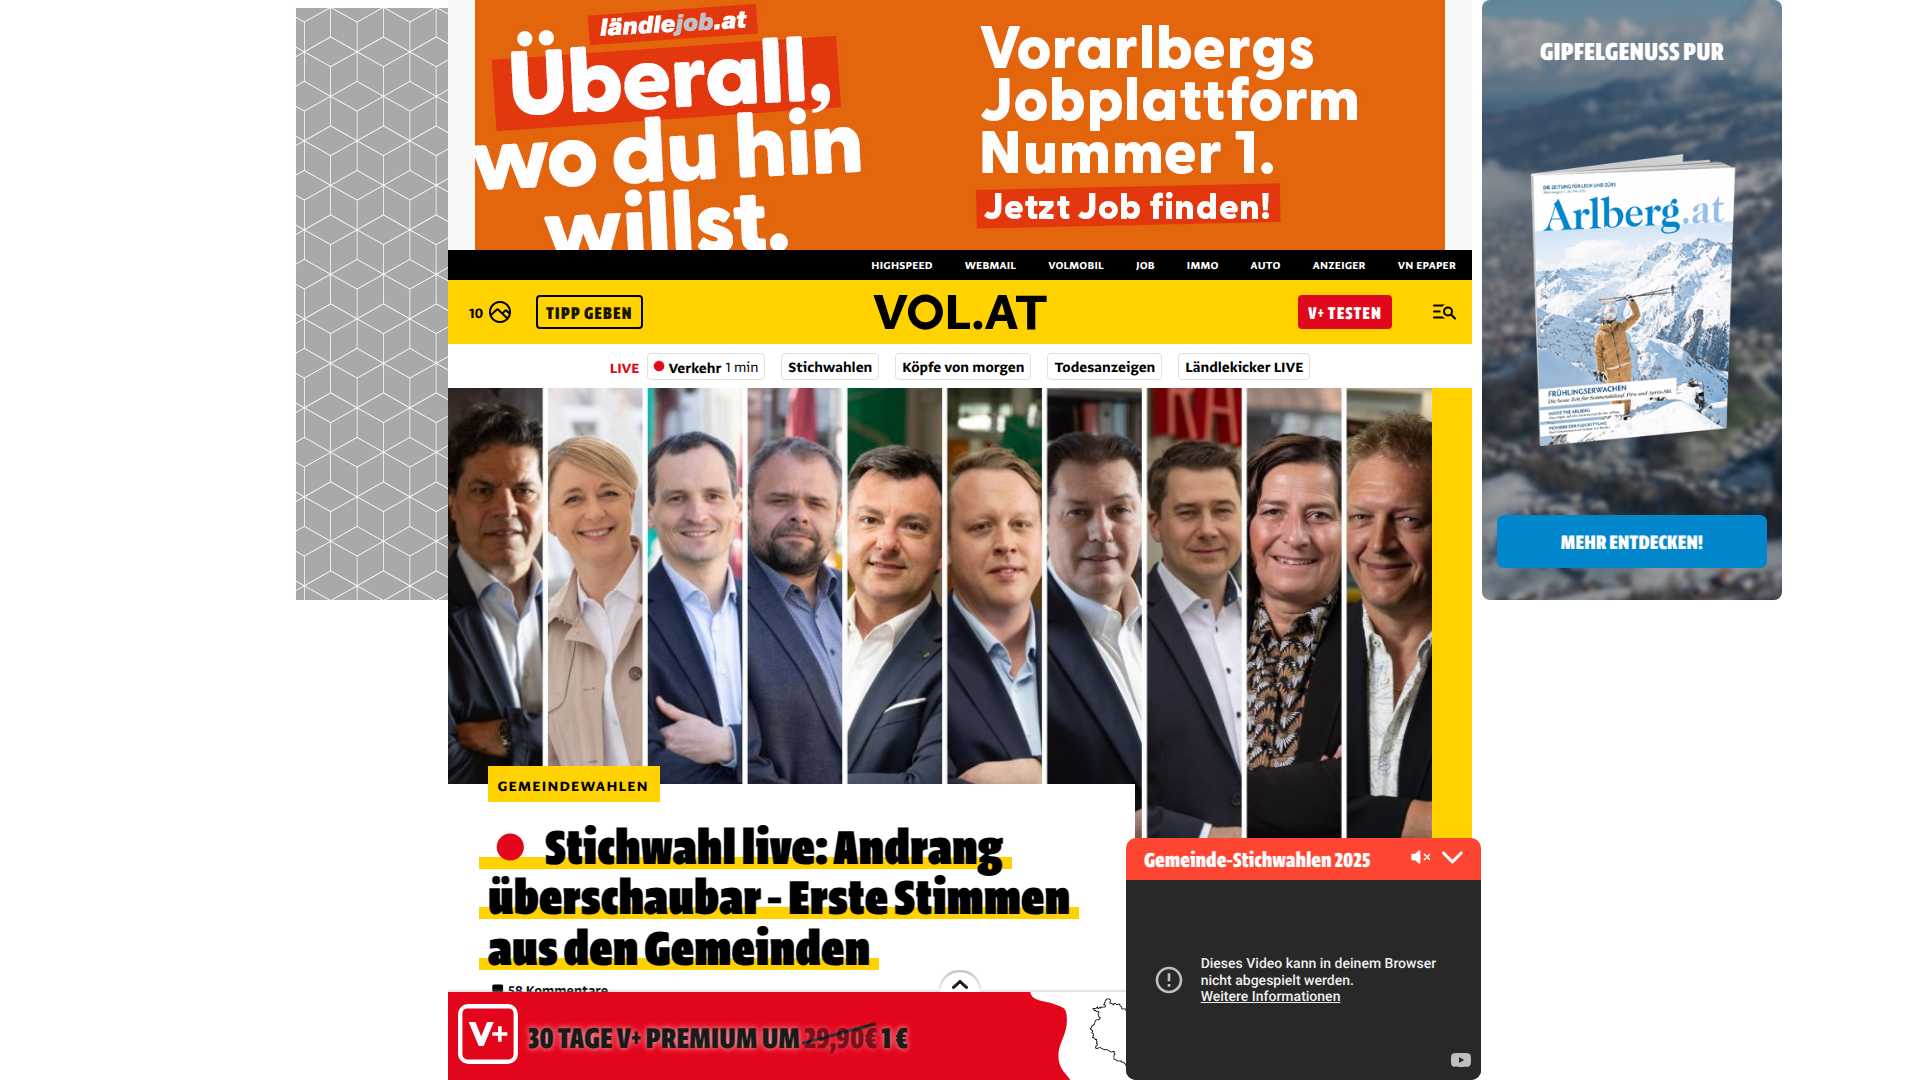 ländlejob.at
Überall,
wo du hin
willst.
Vorarlbergs
Jobplattform
Nummer 1.
Jetzt Job finden!
GIPFELGENUSS PUR
Arlberg.at
FRÜHLINGSERWACHEN
MEHR ENTDECKEN!
HIGHSPEED WEBMAIL VOLMOBIL JOB IMMO AUTO ANZEIGER VN EPAPER
10 TIPP GEBEN VOL.AT V+ TESTEN
LIVE Verkehr 1 min Stichwahlen Köpfe von morgen Todesanzeigen Ländlekicker LIVE
GEMEINDEWAHLEN
Stichwahl live: Andrang
überschaubar - Erste Stimmen
aus den Gemeinden
58 Kommentare
Gemeinde-Stichwahlen 2025
Dieses Video kann in deinem Browser
nicht abgespielt werden.
Weitere Informationen
V+ 30 TAGE V+ PREMIUM UM 29,90€ 1 €